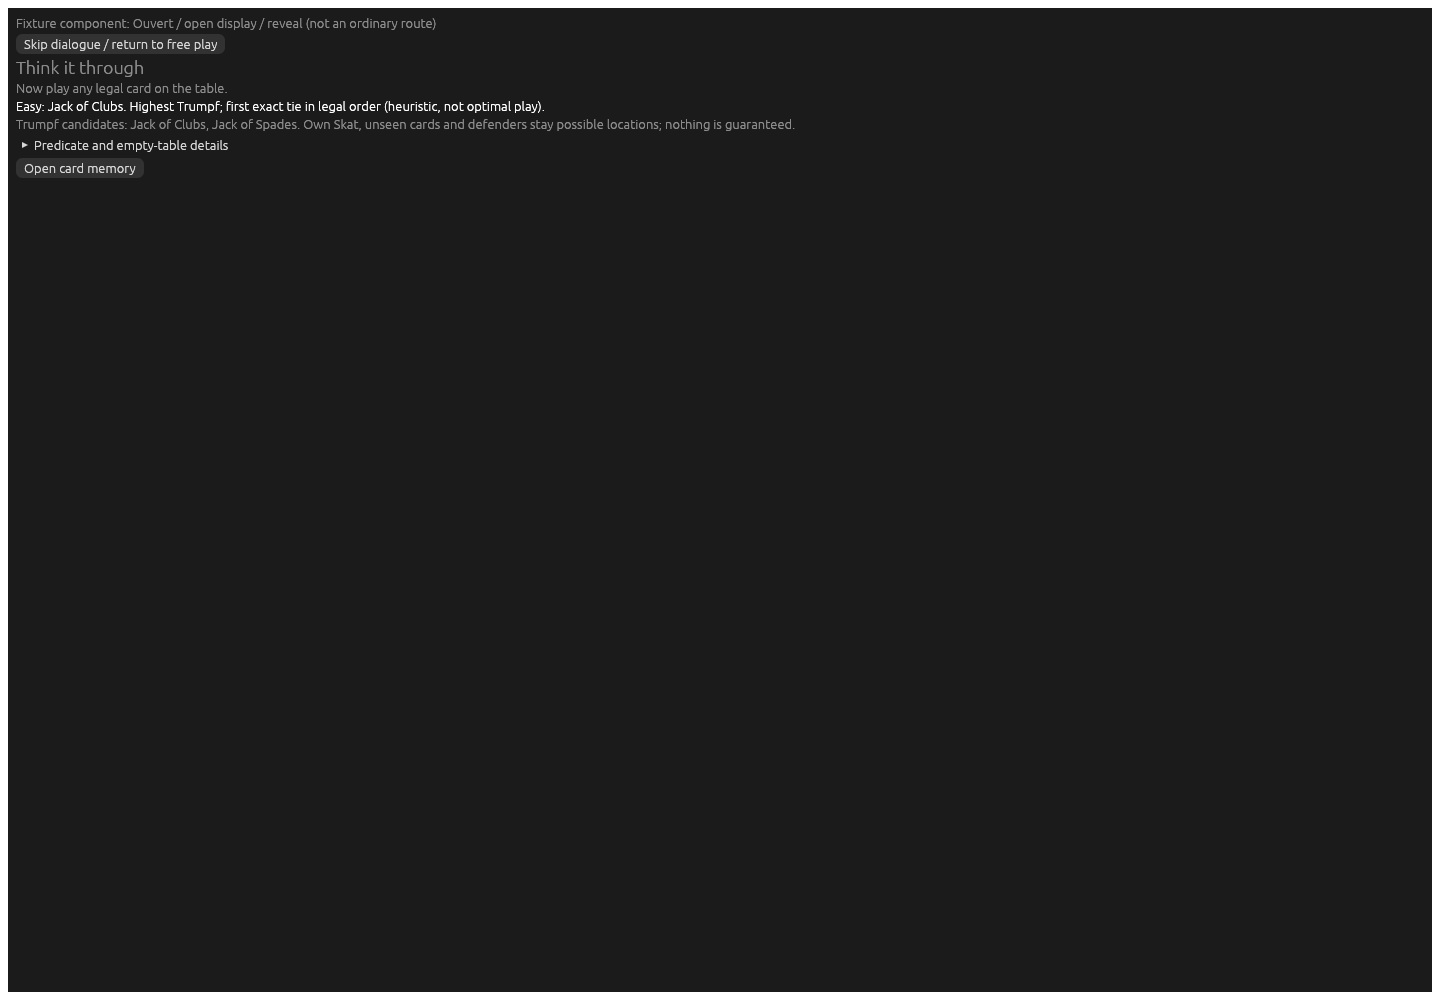 Fixture component: Ouvert / open display / reveal (not an ordinary route)
Skip dialogue / return to free play
Think it through
Now play any legal card on the table.
Easy: Jack of Clubs. Highest Trumpf; first exact tie in legal order (heuristic, not optimal play).
Trumpf candidates: Jack of Clubs, Jack of Spades. Own Skat, unseen cards and defenders stay possible locations; nothing is guaranteed.
Predicate and empty-table details
Open card memory